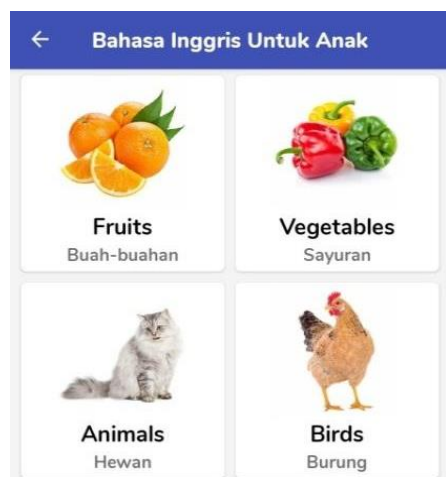 Bahasa Inggris Untuk Anak
Fruits
Buah-buahan
Vegetables
Sayuran
Animals
Hewan
Birds
Burung